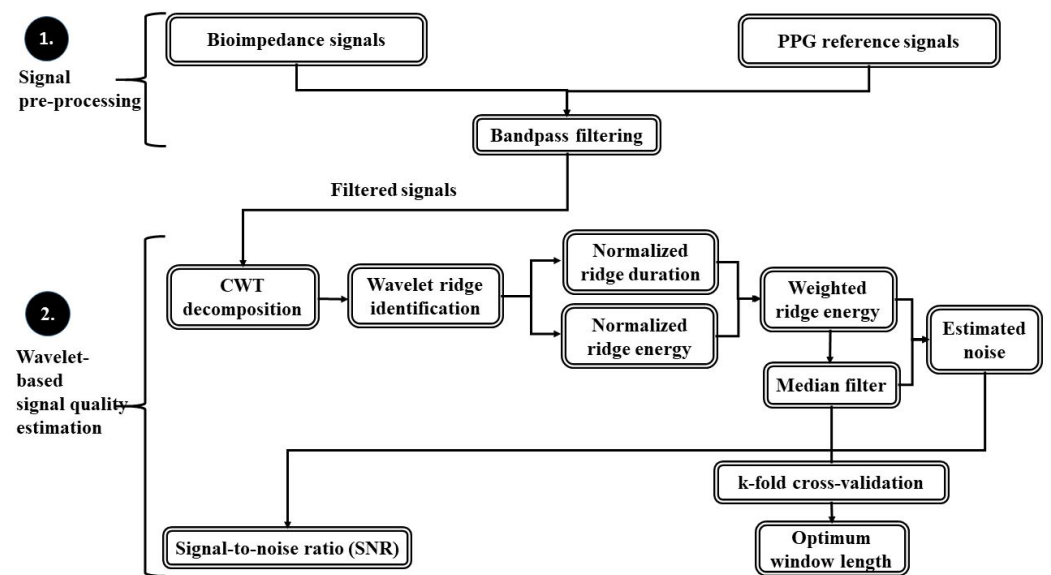 1.
Signal
pre-processing
Bioimpedance signals
PPG reference signals
Bandpass filtering
Filtered signals
2.
Wavelet-
based
signal quality
estimation
CWT
decomposition
Wavelet ridge
identification
Normalized
ridge duration
Normalized
ridge energy
Weighted
ridge energy
Median filter
Estimated
noise
k-fold cross-validation
Signal-to-noise ratio (SNR)
Optimum
window length